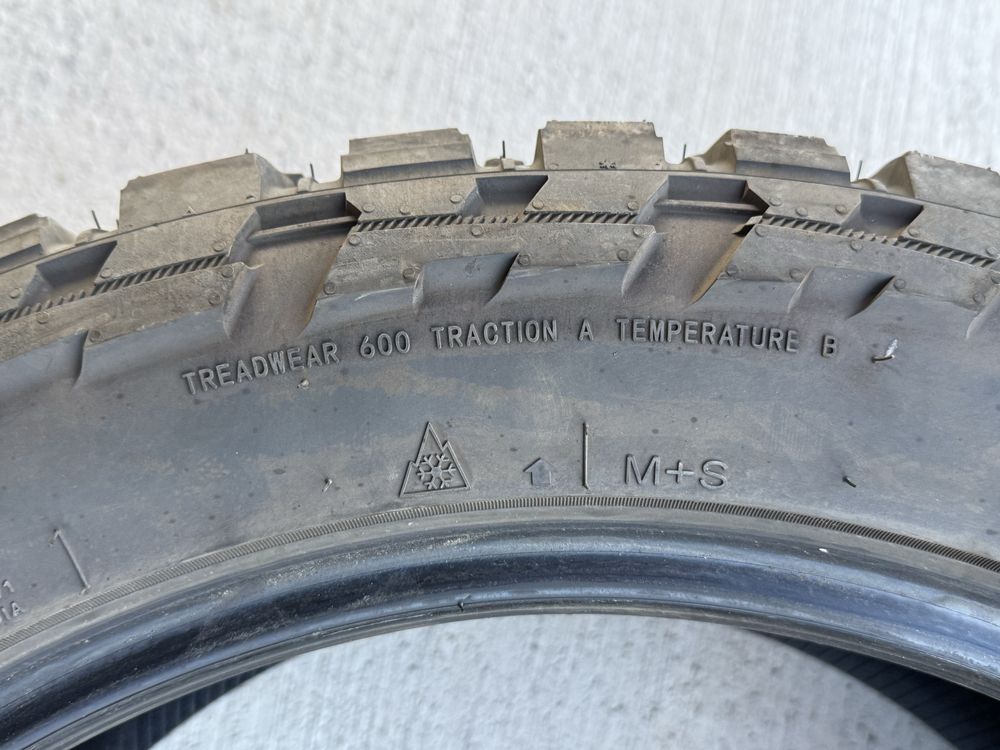 TREADWEAR 600 TRACTION A TEMPERATURE B
M+S